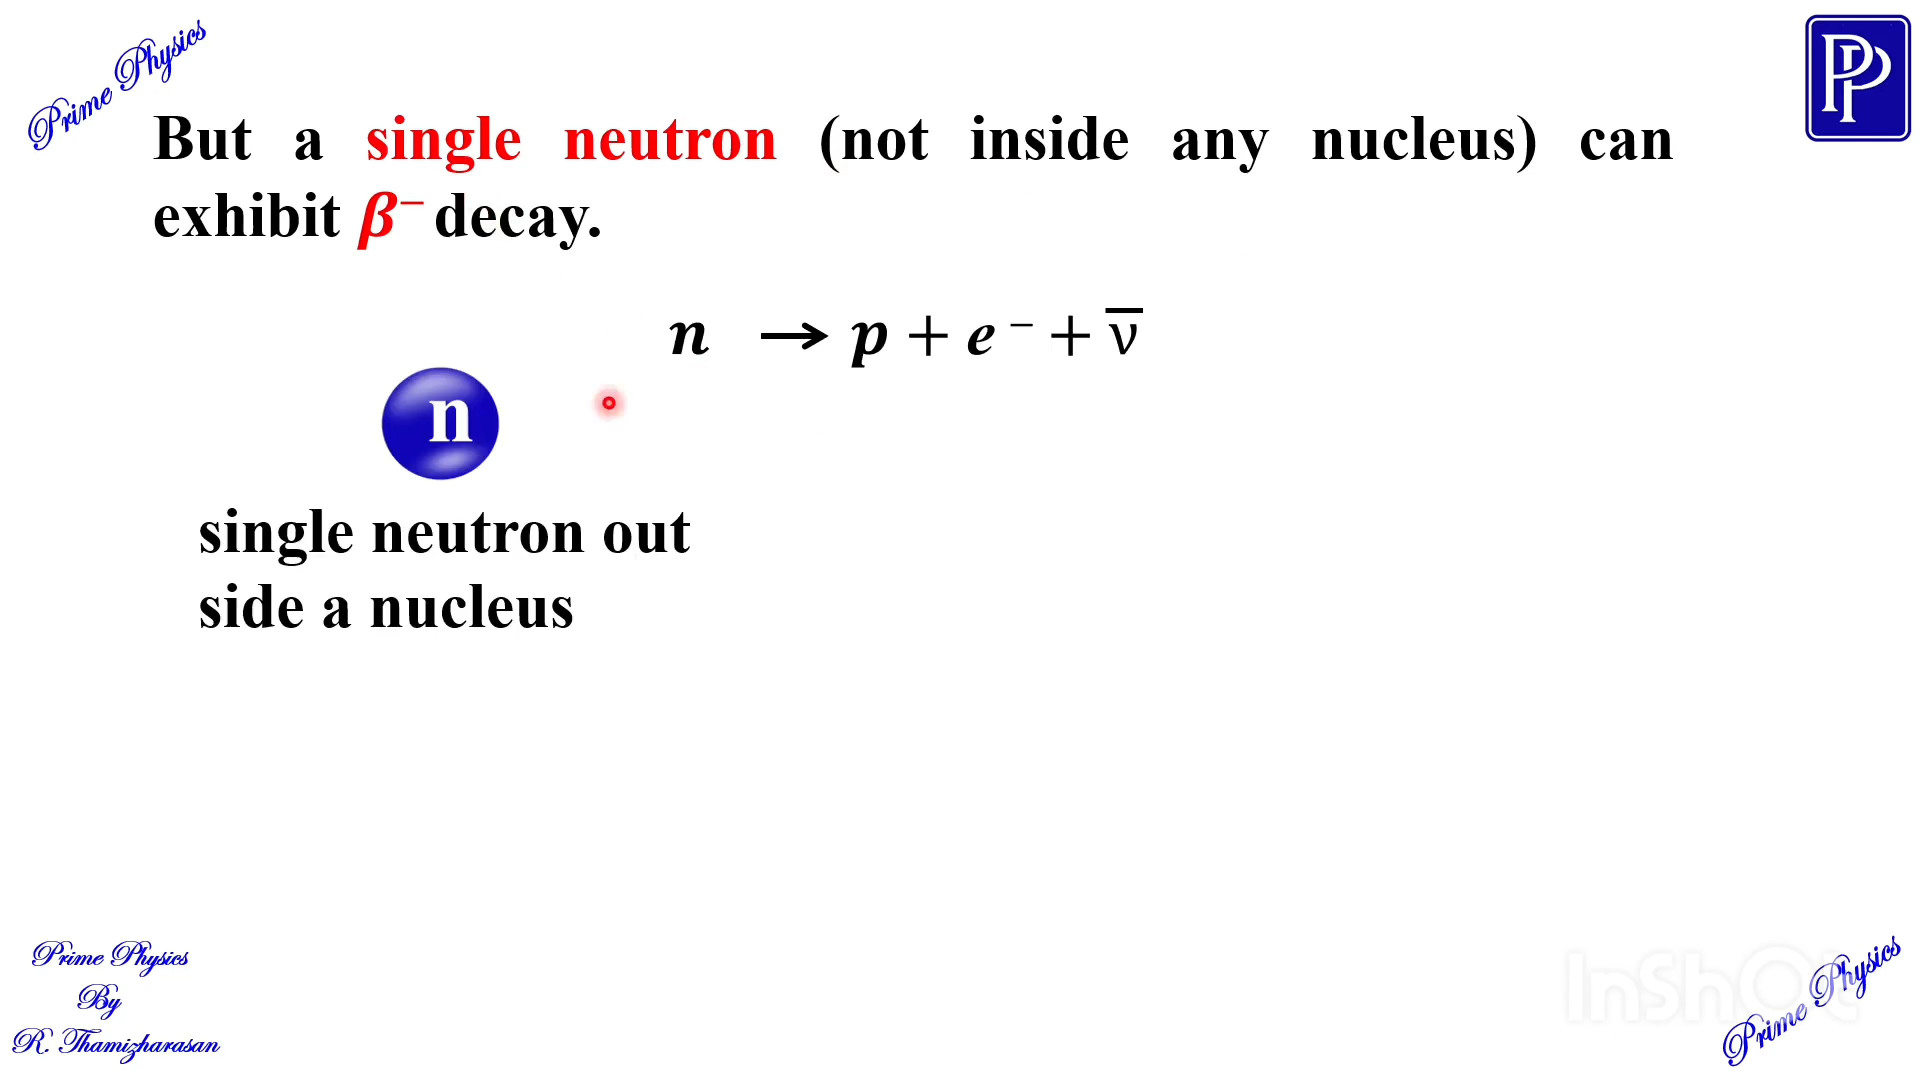 Prime Physics
PP
But a single neutron (not inside any nucleus) can
exhibit β⁻ decay.
n → p + e⁻ + ν̅
n
single neutron out
side a nucleus
Prime Physics
By
R. Thamizharasan
InShOt
Prime Physics